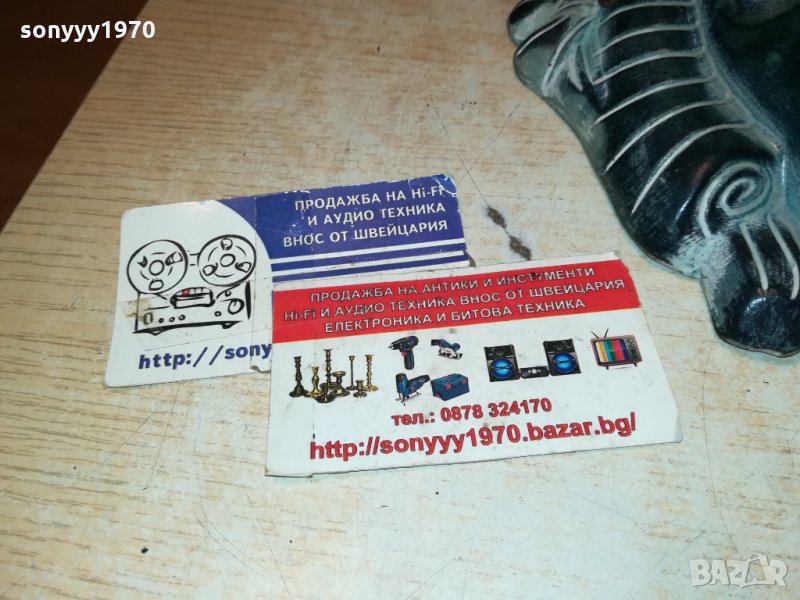 sonyyy1970
ПРОДАЖБА НА Hi-Fi
И АУДИО ТЕХНИКА
ВНОС ОТ ШВЕЙЦАРИЯ
http://sony
ПРОДАЖБА НА АНТИКИ И ИНСТУМЕНТИ
Hi-Fi И АУДИО ТЕХНИКА ВНОС ОТ ШВЕЙЦАРИЯ
ЕЛЕКТРОНИКА И БИТОВА ТЕХНИКА
тел.: 0878 324170
http://sonyyy1970.bazar.bg/
BAZAR